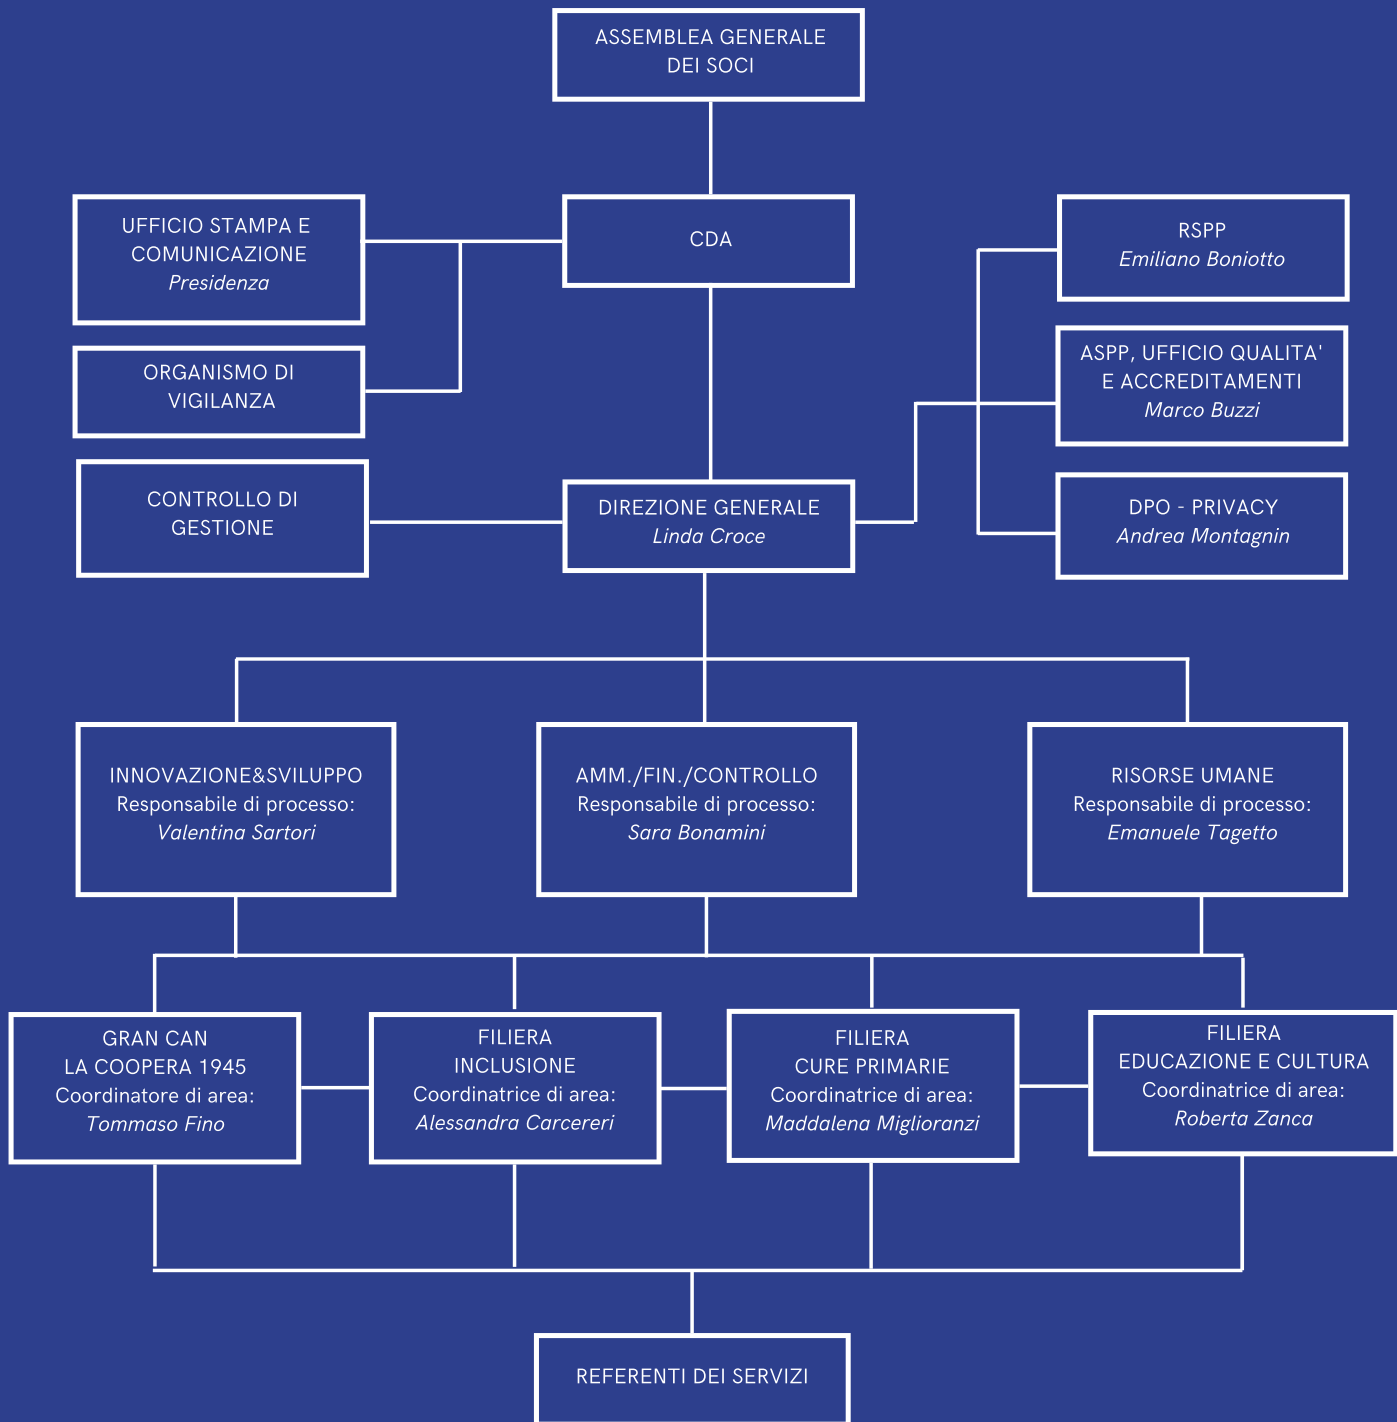 ASSEMBLEA GENERALE
DEI SOCI
UFFICIO STAMPA E
COMUNICAZIONE
Presidenza
CDA
RSPP
Emiliano Boniotto
ORGANISMO DI
VIGILANZA
ASPP, UFFICIO QUALITA'
E ACCREDITAMENTI
Marco Buzzi
CONTROLLO DI
GESTIONE
DIREZIONE GENERALE
Linda Croce
DPO - PRIVACY
Andrea Montagnin
INNOVAZIONE&SVILUPPO
Responsabile di processo:
Valentina Sartori
AMM./FIN./CONTROLLO
Responsabile di processo:
Sara Bonamini
RISORSE UMANE
Responsabile di processo:
Emanuele Tagetto
GRAN CAN
LA COOPERA 1945
Coordinatore di area:
Tommaso Fino
FILIERA
INCLUSIONE
Coordinatrice di area:
Alessandra Carcereri
FILIERA
CURE PRIMARIE
Coordinatrice di area:
Maddalena Miglioranzi
FILIERA
EDUCAZIONE E CULTURA
Coordinatrice di area:
Roberta Zanca
REFERENTI DEI SERVIZI